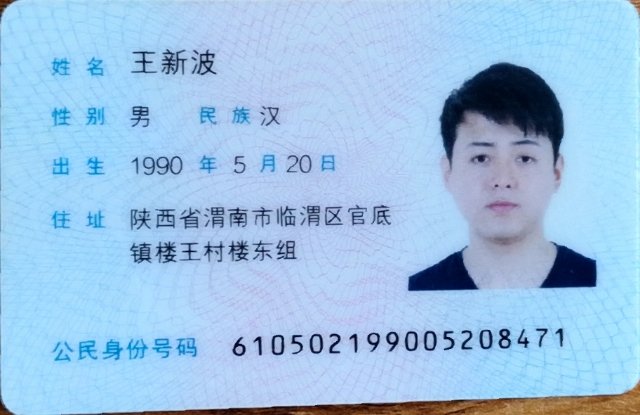 姓名 王新波
性别 男 民族 汉
出生 1990 年 5 月 20 日
住址 陕西省渭南市临渭区官底
镇楼王村楼东组
公民身份号码 610502199005208471